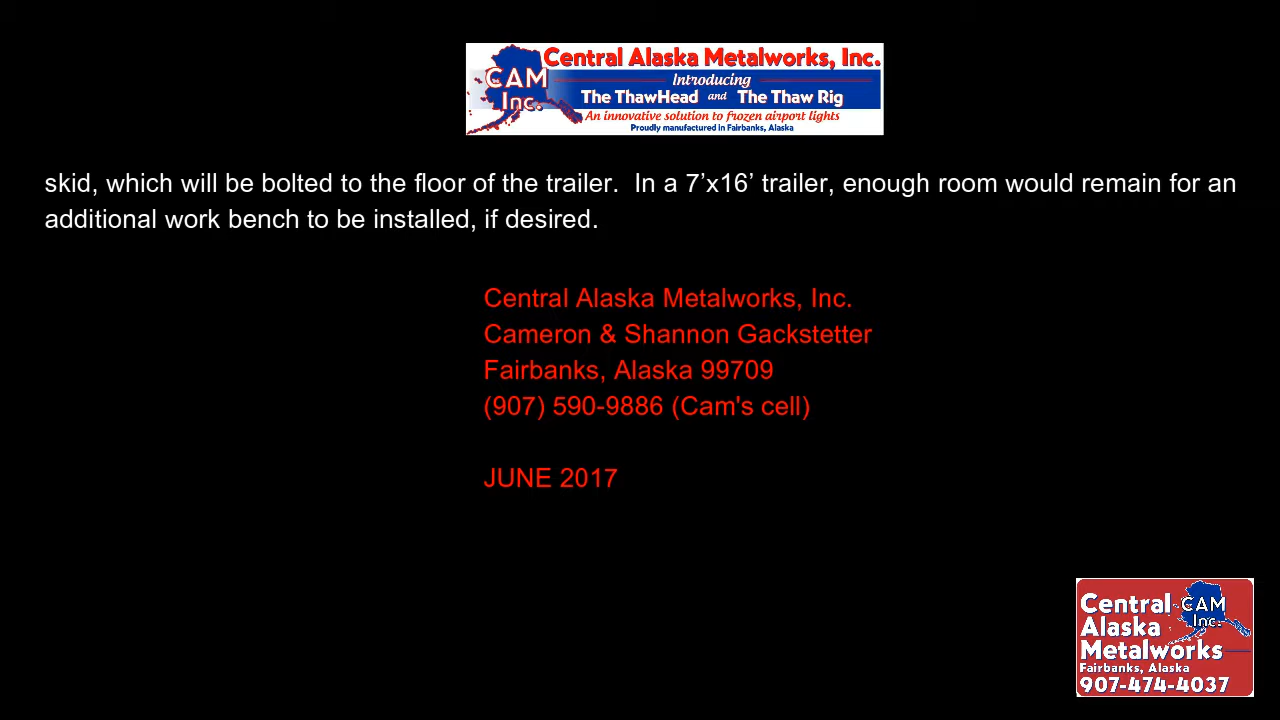 Central Alaska Metalworks, Inc.
CAM
Inc.
Introducing
The ThawHead and The Thaw Rig
An innovative solution to frozen airport lights
Proudly manufactured in Fairbanks, Alaska
skid, which will be bolted to the floor of the trailer.  In a 7’x16’ trailer, enough room would remain for an
additional work bench to be installed, if desired.
Central Alaska Metalworks, Inc.
Cameron & Shannon Gackstetter
Fairbanks, Alaska 99709
(907) 590-9886 (Cam's cell)
JUNE 2017
Central
Alaska
Metalworks
CAM
Inc.
Fairbanks, Alaska
907-474-4037